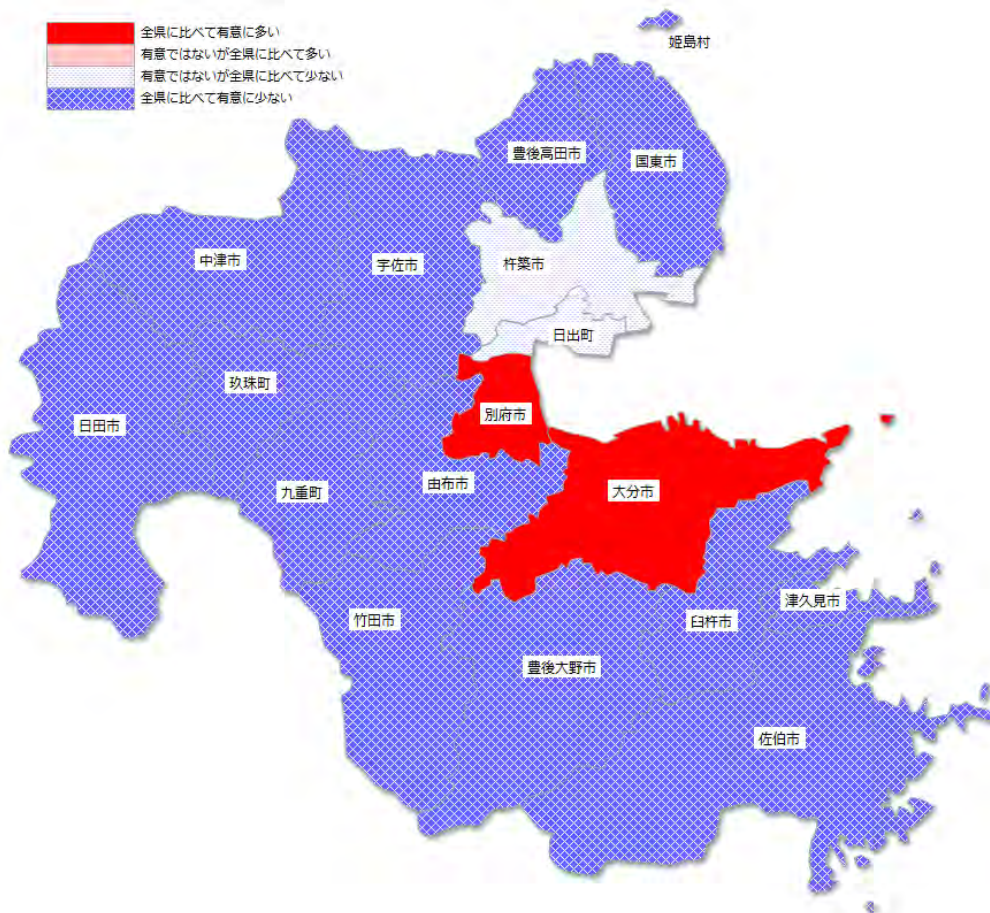 全県に比べて有意に多い
有意ではないが全県に比べて多い
有意ではないが全県に比べて少ない
全県に比べて有意に少ない
姫島村
豊後高田市
国東市
中津市
宇佐市
杵築市
日出町
玖珠町
別府市
日田市
由布市
九重町
大分市
津久見市
竹田市
臼杵市
豊後大野市
佐伯市